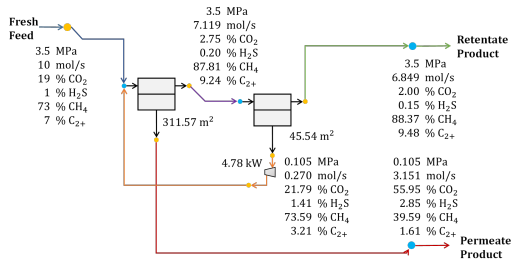 Fresh
Feed
3.5 MPa
10 mol/s
19 % CO₂
1 % H₂S
73 % CH₄
7 % C₂₊
3.5 MPa
7.119 mol/s
2.75 % CO₂
0.20 % H₂S
87.81 % CH₄
9.24 % C₂₊
Retentate
Product
3.5 MPa
6.849 mol/s
2.00 % CO₂
0.15 % H₂S
88.37 % CH₄
9.48 % C₂₊
311.57 m²
45.54 m²
4.78 kW
0.105 MPa
0.270 mol/s
21.79 % CO₂
1.41 % H₂S
73.59 % CH₄
3.21 % C₂₊
0.105 MPa
3.151 mol/s
55.95 % CO₂
2.85 % H₂S
39.59 % CH₄
1.61 % C₂₊
Permeate
Product